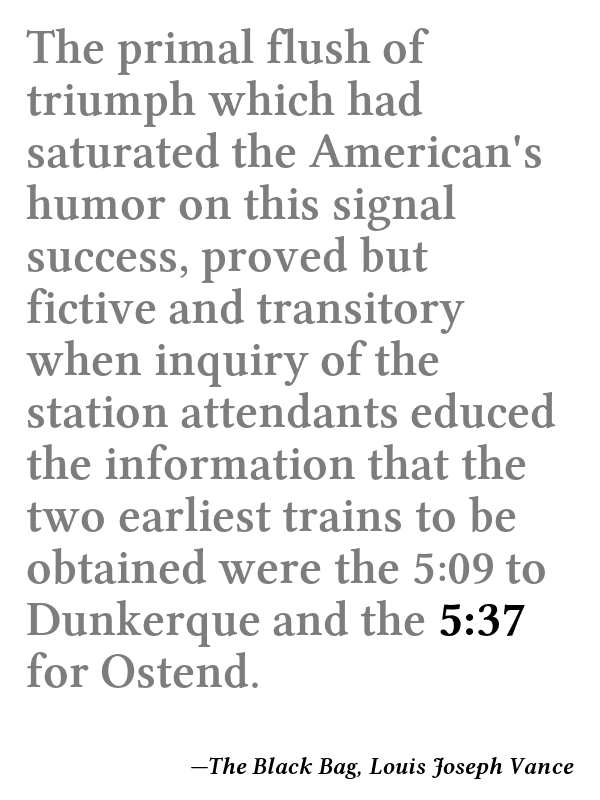 The primal flush of
triumph which had
saturated the American's
humor on this signal
success, proved but
fictive and transitory
when inquiry of the
station attendants educed
the information that the
two earliest trains to be
obtained were the 5:09 to
Dunkerque and the 5:37
for Ostend.
—The Black Bag, Louis Joseph Vance